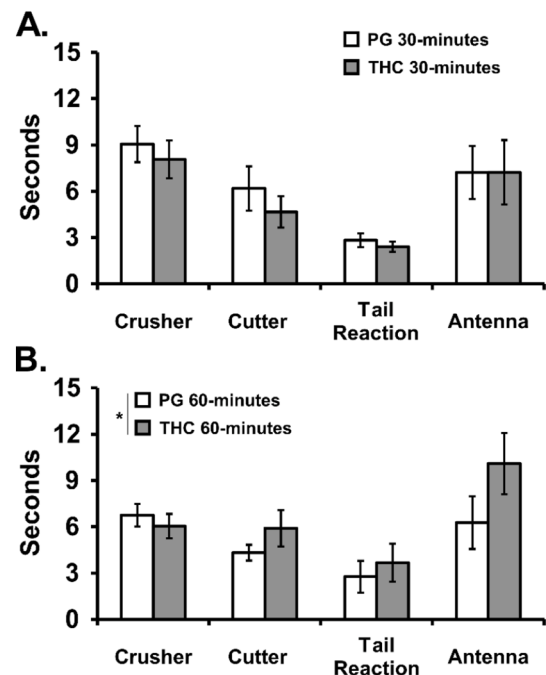 A.
15
12
9
6
3
0
Seconds
PG 30-minutes
THC 30-minutes
Crusher
Cutter
Tail
Reaction
Antenna
B.
15
12
9
6
3
0
Seconds
*
PG 60-minutes
THC 60-minutes
Crusher
Cutter
Tail
Reaction
Antenna